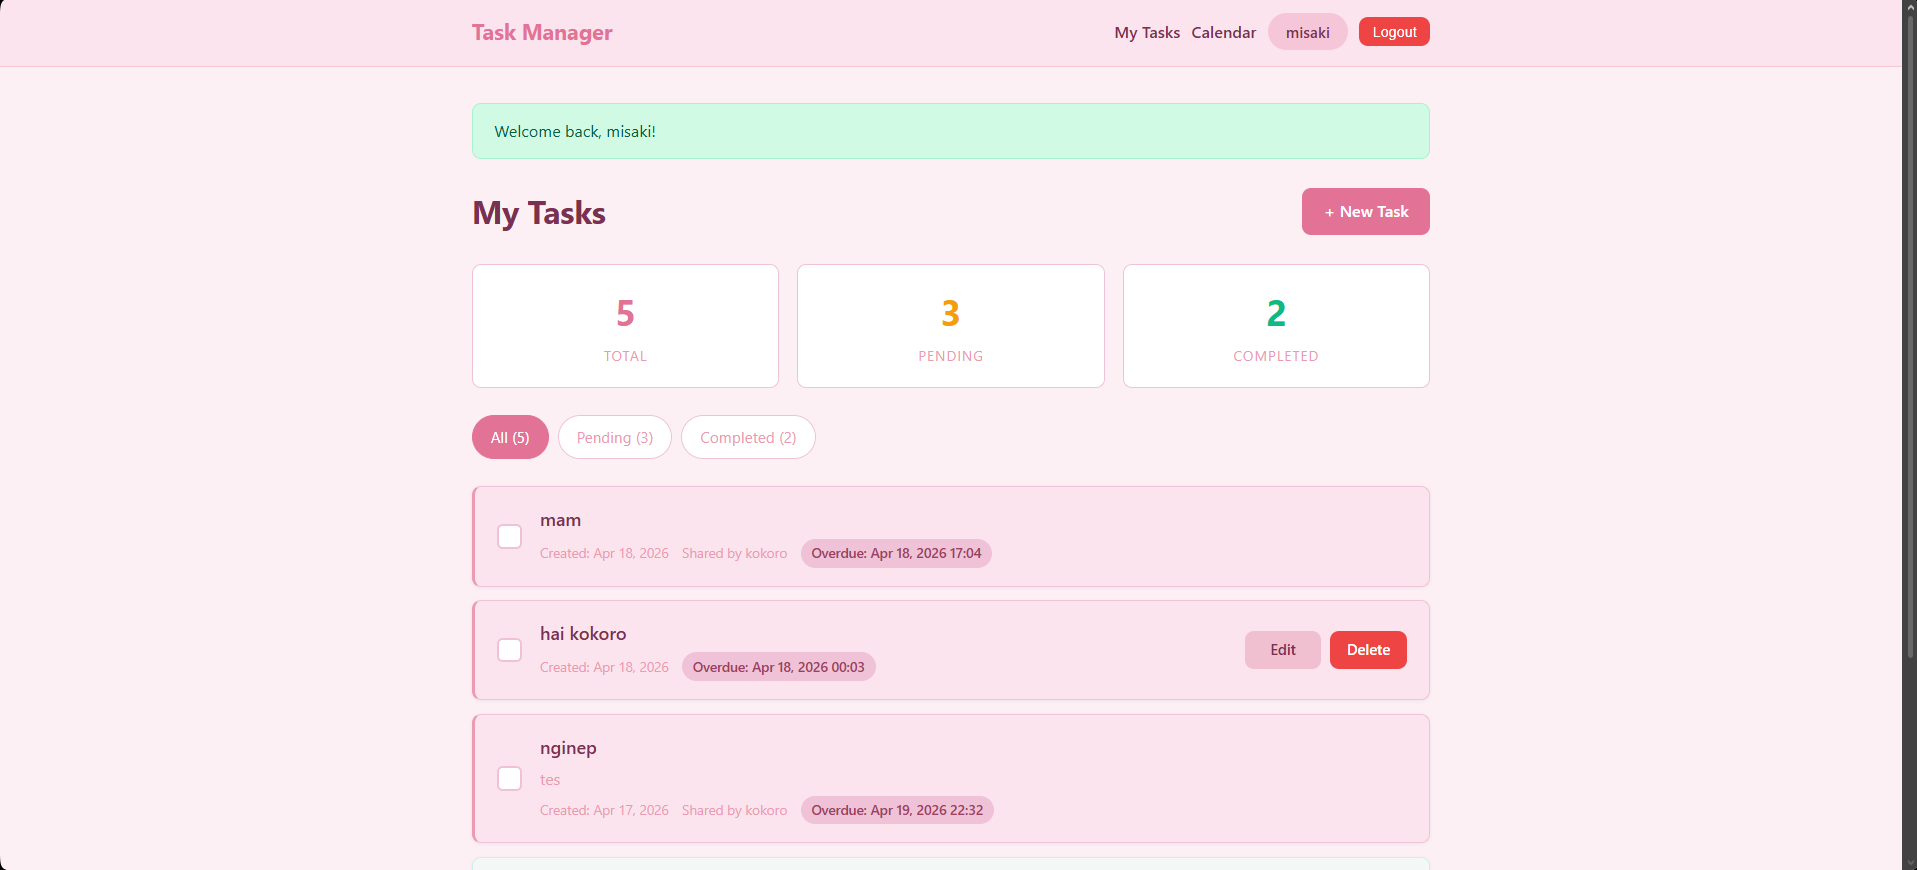 Task Manager
My Tasks
Calendar
misaki
Logout
Welcome back, misaki!
My Tasks
+ New Task
5
TOTAL
3
PENDING
2
COMPLETED
All (5)
Pending (3)
Completed (2)
mam
Created: Apr 18, 2026
Shared by kokoro
Overdue: Apr 18, 2026 17:04
hai kokoro
Created: Apr 18, 2026
Overdue: Apr 18, 2026 00:03
Edit
Delete
nginep
tes
Created: Apr 17, 2026
Shared by kokoro
Overdue: Apr 19, 2026 22:32